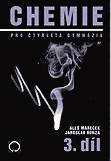 CHEMIE
PRO ČTYŘLETÁ GYMNÁZIA
ALEŠ MAREČEK
JAROSLAV HONZA
3. díl